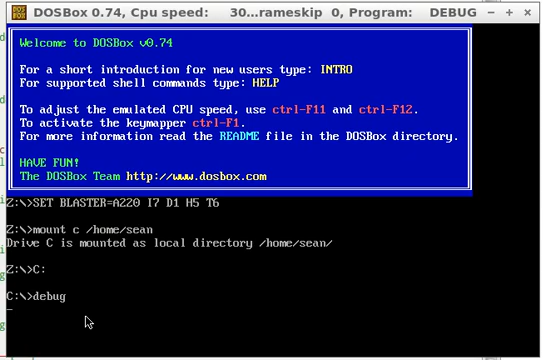 DOSBox 0.74, Cpu speed: 30...rameskip 0, Program: DEBUG
Welcome to DOSBox v0.74
For a short introduction for new users type: INTRO
For supported shell commands type: HELP
To adjust the emulated CPU speed, use ctrl-F11 and ctrl-F12.
To activate the keymapper ctrl-F1.
For more information read the README file in the DOSBox directory.
HAVE FUN!
The DOSBox Team http://www.dosbox.com
Z:\>SET BLASTER=A220 I7 D1 H5 T6
Z:\>mount c /home/sean
Drive C is mounted as local directory /home/sean/
Z:\>C:
C:\>debug
-